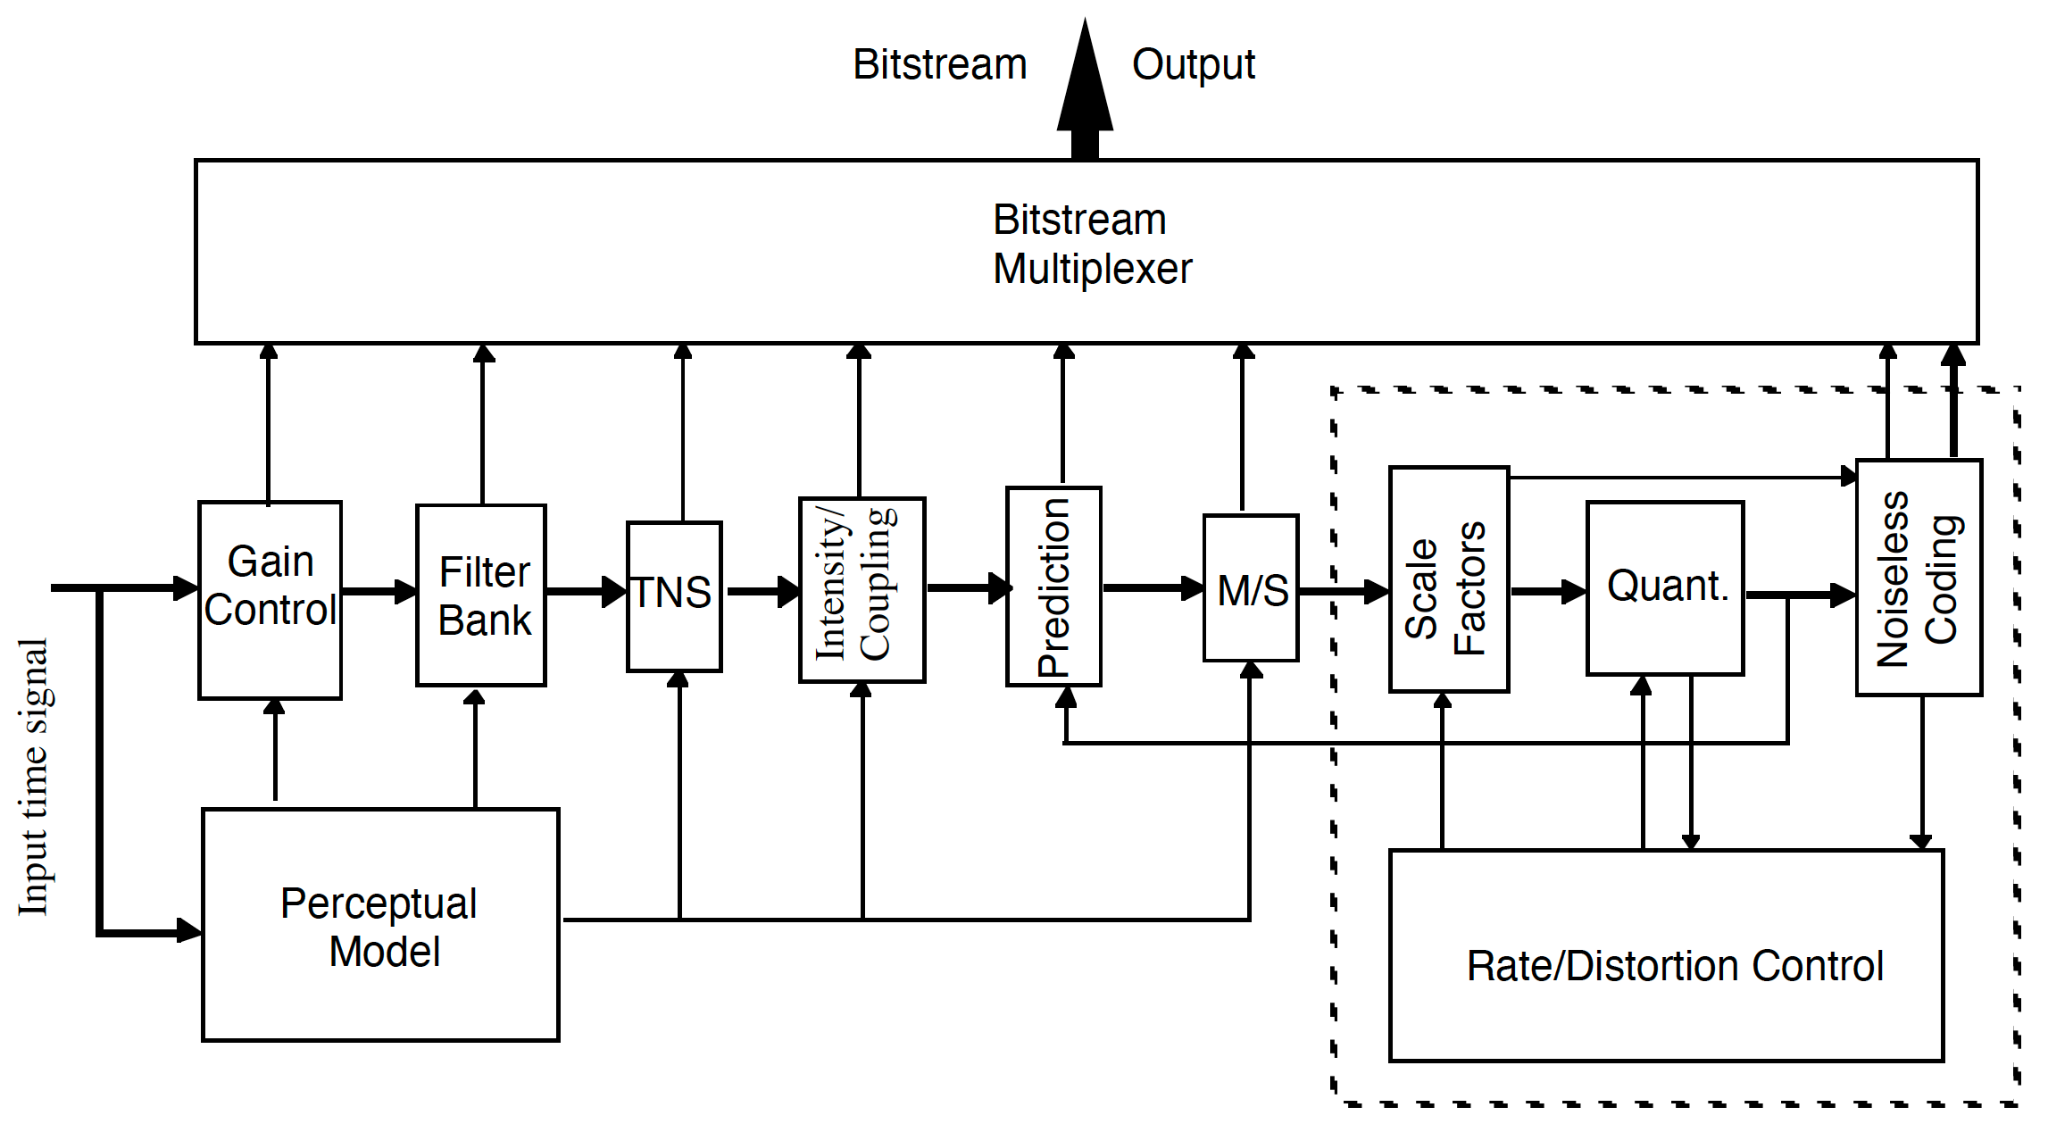 Bitstream Output
Bitstream
Multiplexer
Gain
Control
Filter
Bank
TNS
Intensity/
Coupling
Prediction
M/S
Scale
Factors
Quant.
Noiseless
Coding
Input time signal
Perceptual
Model
Rate/Distortion Control